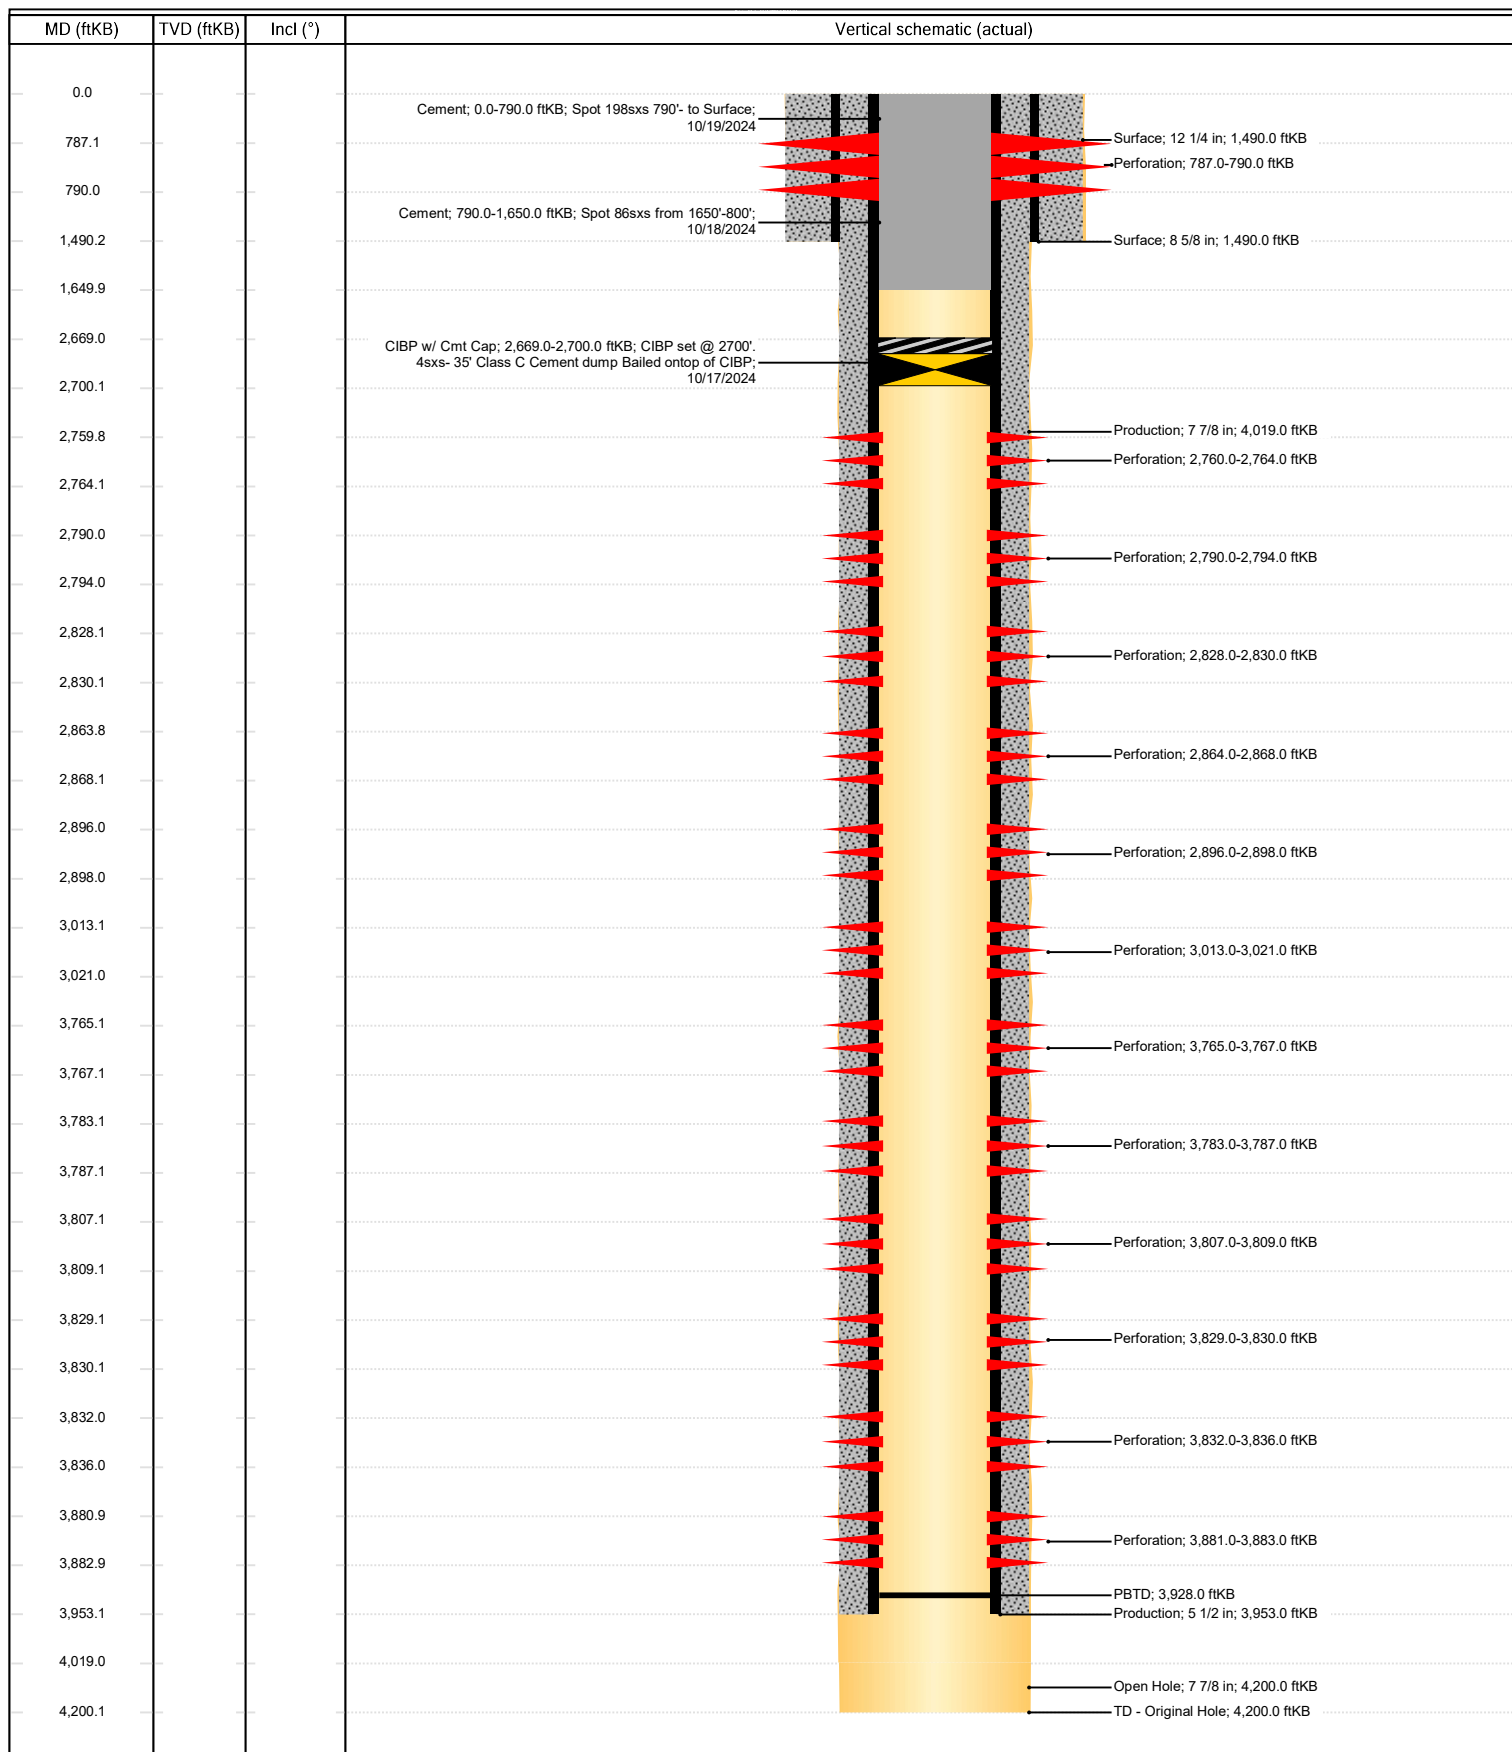 MD (ftKB)
TVD (ftKB)
Incl (°)
Vertical schematic (actual)
0.0
787.1
790.0
1,490.2
1,649.9
2,669.0
2,700.1
2,759.8
2,764.1
2,790.0
2,794.0
2,828.1
2,830.1
2,863.8
2,868.1
2,896.0
2,898.0
3,013.1
3,021.0
3,765.1
3,767.1
3,783.1
3,787.1
3,807.1
3,809.1
3,829.1
3,830.1
3,832.0
3,836.0
3,880.9
3,882.9
3,953.1
4,019.0
4,200.1
Cement; 0.0-790.0 ftKB; Spot 198sxs 790'- to Surface;
10/19/2024
Cement; 790.0-1,650.0 ftKB; Spot 86sxs from 1650'-800';
10/18/2024
CIBP w/ Cmt Cap; 2,669.0-2,700.0 ftKB; CIBP set @ 2700'.
4sxs- 35' Class C Cement dump Bailed ontop of CIBP;
10/17/2024
Surface; 12 1/4 in; 1,490.0 ftKB
Perforation; 787.0-790.0 ftKB
Surface; 8 5/8 in; 1,490.0 ftKB
Production; 7 7/8 in; 4,019.0 ftKB
Perforation; 2,760.0-2,764.0 ftKB
Perforation; 2,790.0-2,794.0 ftKB
Perforation; 2,828.0-2,830.0 ftKB
Perforation; 2,864.0-2,868.0 ftKB
Perforation; 2,896.0-2,898.0 ftKB
Perforation; 3,013.0-3,021.0 ftKB
Perforation; 3,765.0-3,767.0 ftKB
Perforation; 3,783.0-3,787.0 ftKB
Perforation; 3,807.0-3,809.0 ftKB
Perforation; 3,829.0-3,830.0 ftKB
Perforation; 3,832.0-3,836.0 ftKB
Perforation; 3,881.0-3,883.0 ftKB
PBTD; 3,928.0 ftKB
Production; 5 1/2 in; 3,953.0 ftKB
Open Hole; 7 7/8 in; 4,200.0 ftKB
TD - Original Hole; 4,200.0 ftKB